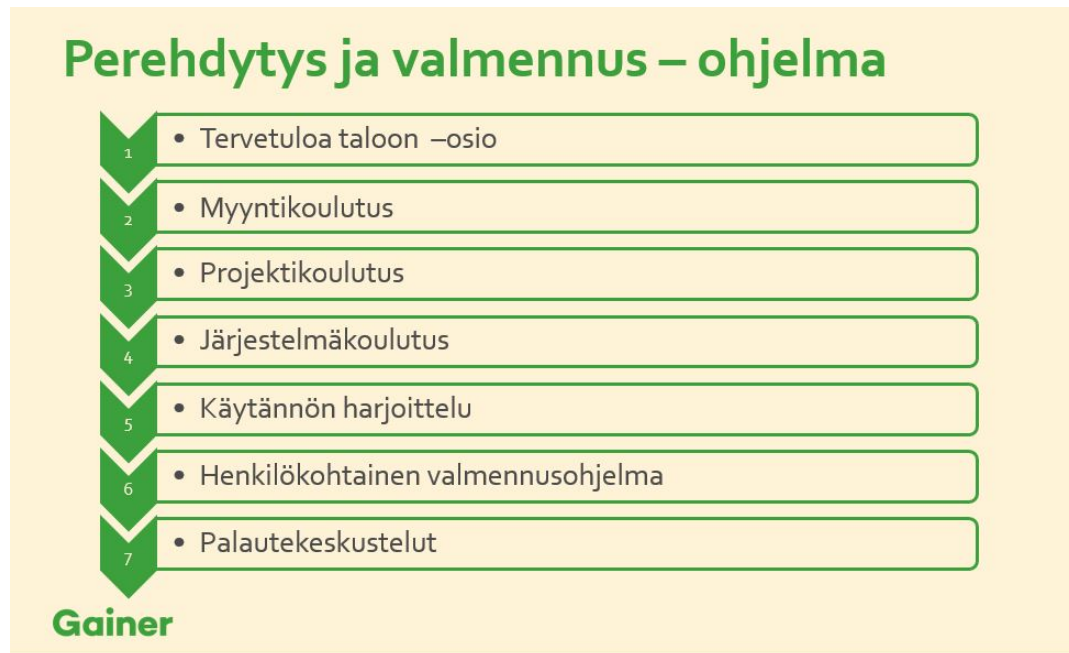 Perehdytys ja valmennus – ohjelma
1 • Tervetuloa taloon –osio
2 • Myyntikoulutus
3 • Projektikoulutus
4 • Järjestelmäkoulutus
5 • Käytännön harjoittelu
6 • Henkilökohtainen valmennusohjelma
7 • Palautekeskustelut
Gainer